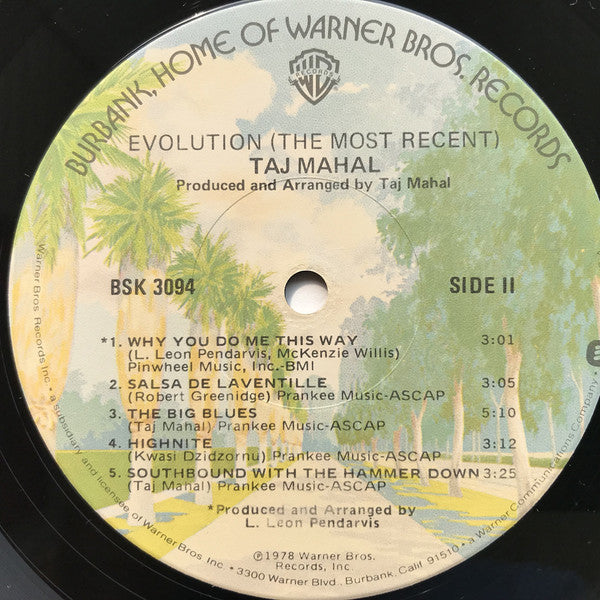 BURBANK, HOME OF WARNER BROS. RECORDS
RECORDS
EVOLUTION (THE MOST RECENT)
TAJ MAHAL
Produced and Arranged by Taj Mahal
BSK 3094
SIDE II
*1. WHY YOU DO ME THIS WAY 3:01
(L. Leon Pendarvis, McKenzie Willis)
Pinwheel Music, Inc.-BMI
2. SALSA DE LAVENTILLE 3:05
(Robert Greenidge) Prankee Music-ASCAP
3. THE BIG BLUES 5:10
(Taj Mahal) Prankee Music-ASCAP
4. HIGHNITE 3:12
(Kwasi Dzidzornu) Prankee Music-ASCAP
5. SOUTHBOUND WITH THE HAMMER DOWN 3:25
(Taj Mahal) Prankee Music-ASCAP
*Produced and Arranged by
L. Leon Pendarvis
℗1978 Warner Bros.
Records, Inc.
Warner Bros. Records Inc. • a subsidiary and licensee of Warner Bros. Inc. • 3300 Warner Blvd., Burbank, Calif. 91510 • a Warner Communications Company •